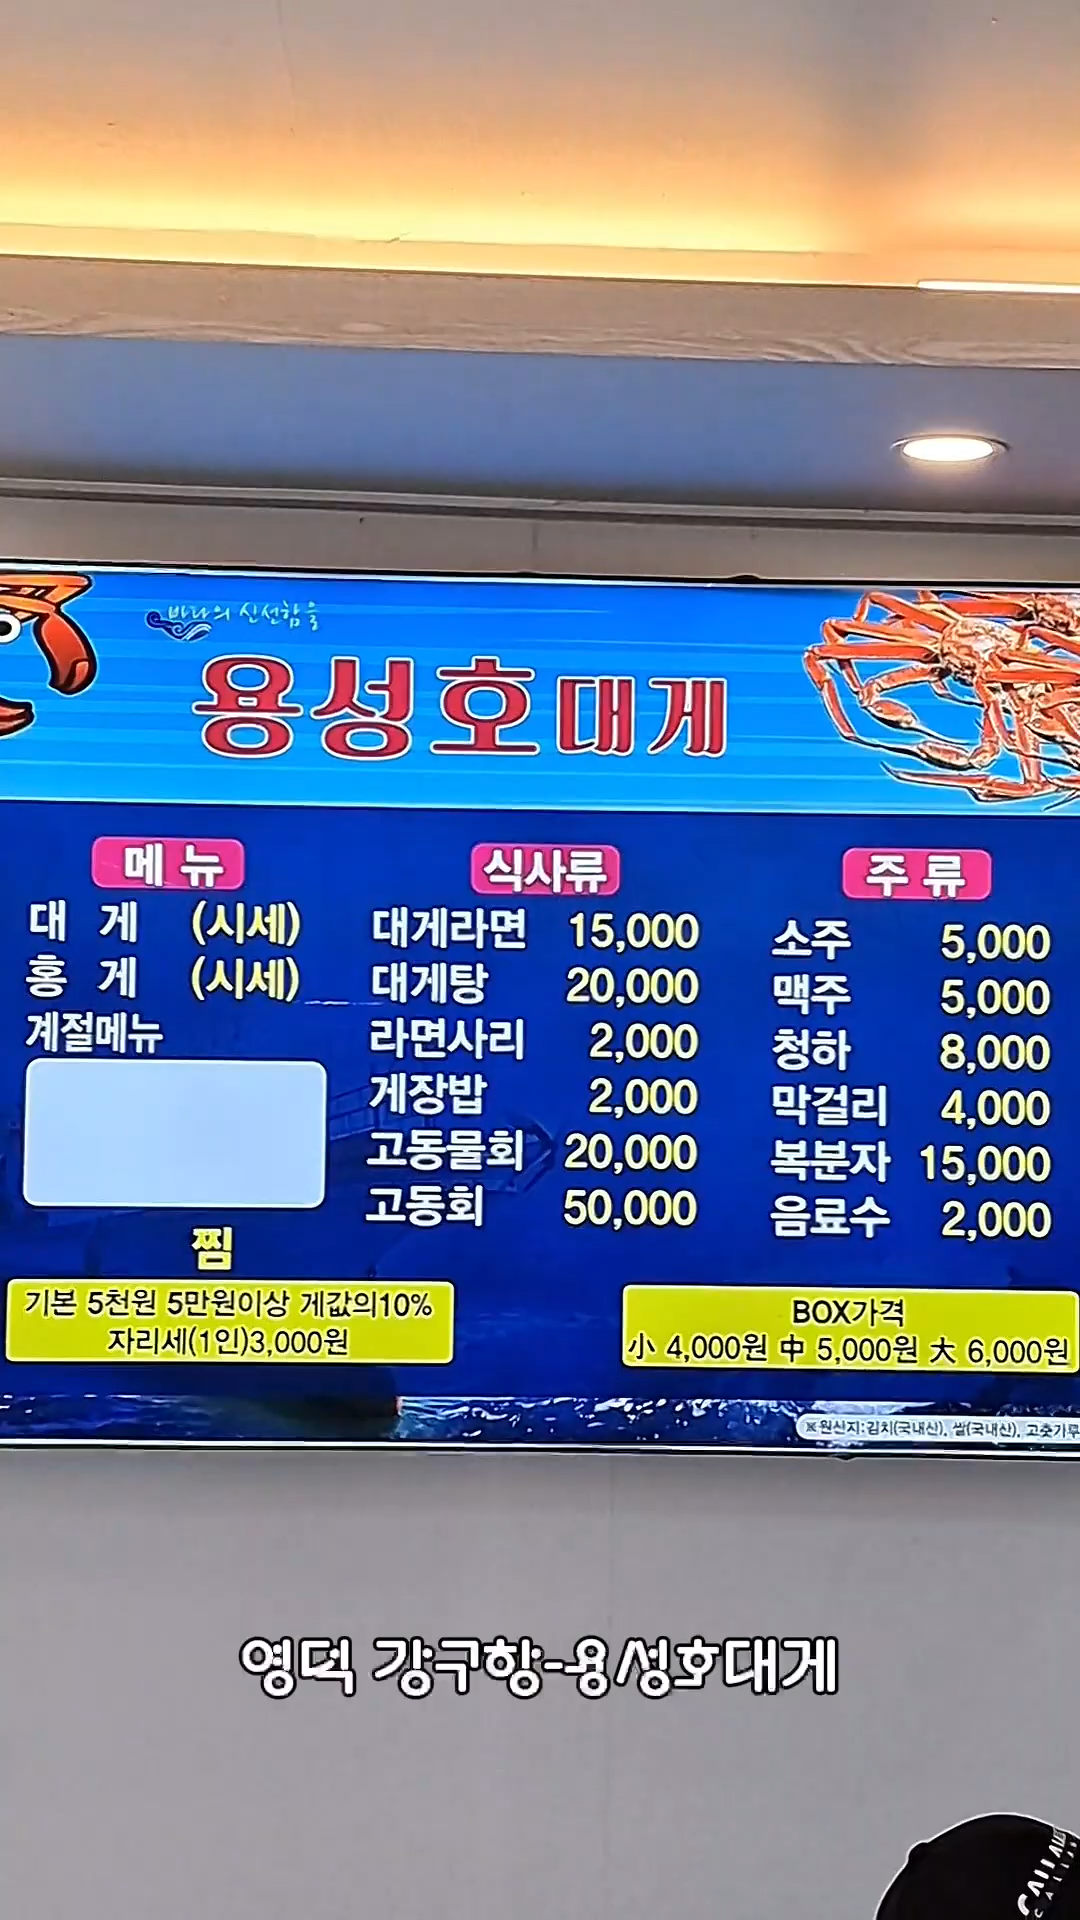 바다의 신선함을
용성호대게
메뉴
대 게 (시세)
홍 게 (시세)
계절메뉴
찜
기본 5천원 5만원이상 게값의10%
자리세(1인)3,000원
식사류
대게라면 15,000
대게탕 20,000
라면사리 2,000
게장밥 2,000
고동물회 20,000
고동회 50,000
주류
소주 5,000
맥주 5,000
청하 8,000
막걸리 4,000
복분자 15,000
음료수 2,000
BOX가격
小 4,000원 中 5,000원 大 6,000원
※원산지:김치(국내산), 쌀(국내산), 고춧가루
영덕 강구항-용성호대게